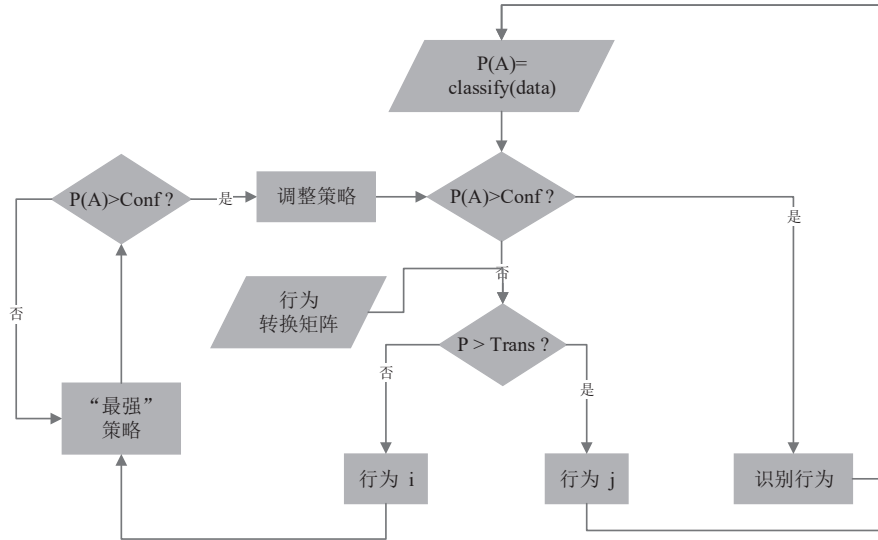 P(A)=
classify(data)
P(A)>Conf ?
是
调整策略
P(A)>Conf ?
是
否
行为
转换矩阵
否
P > Trans ?
否
是
“最强”
策略
行为 i
行为 j
识别行为